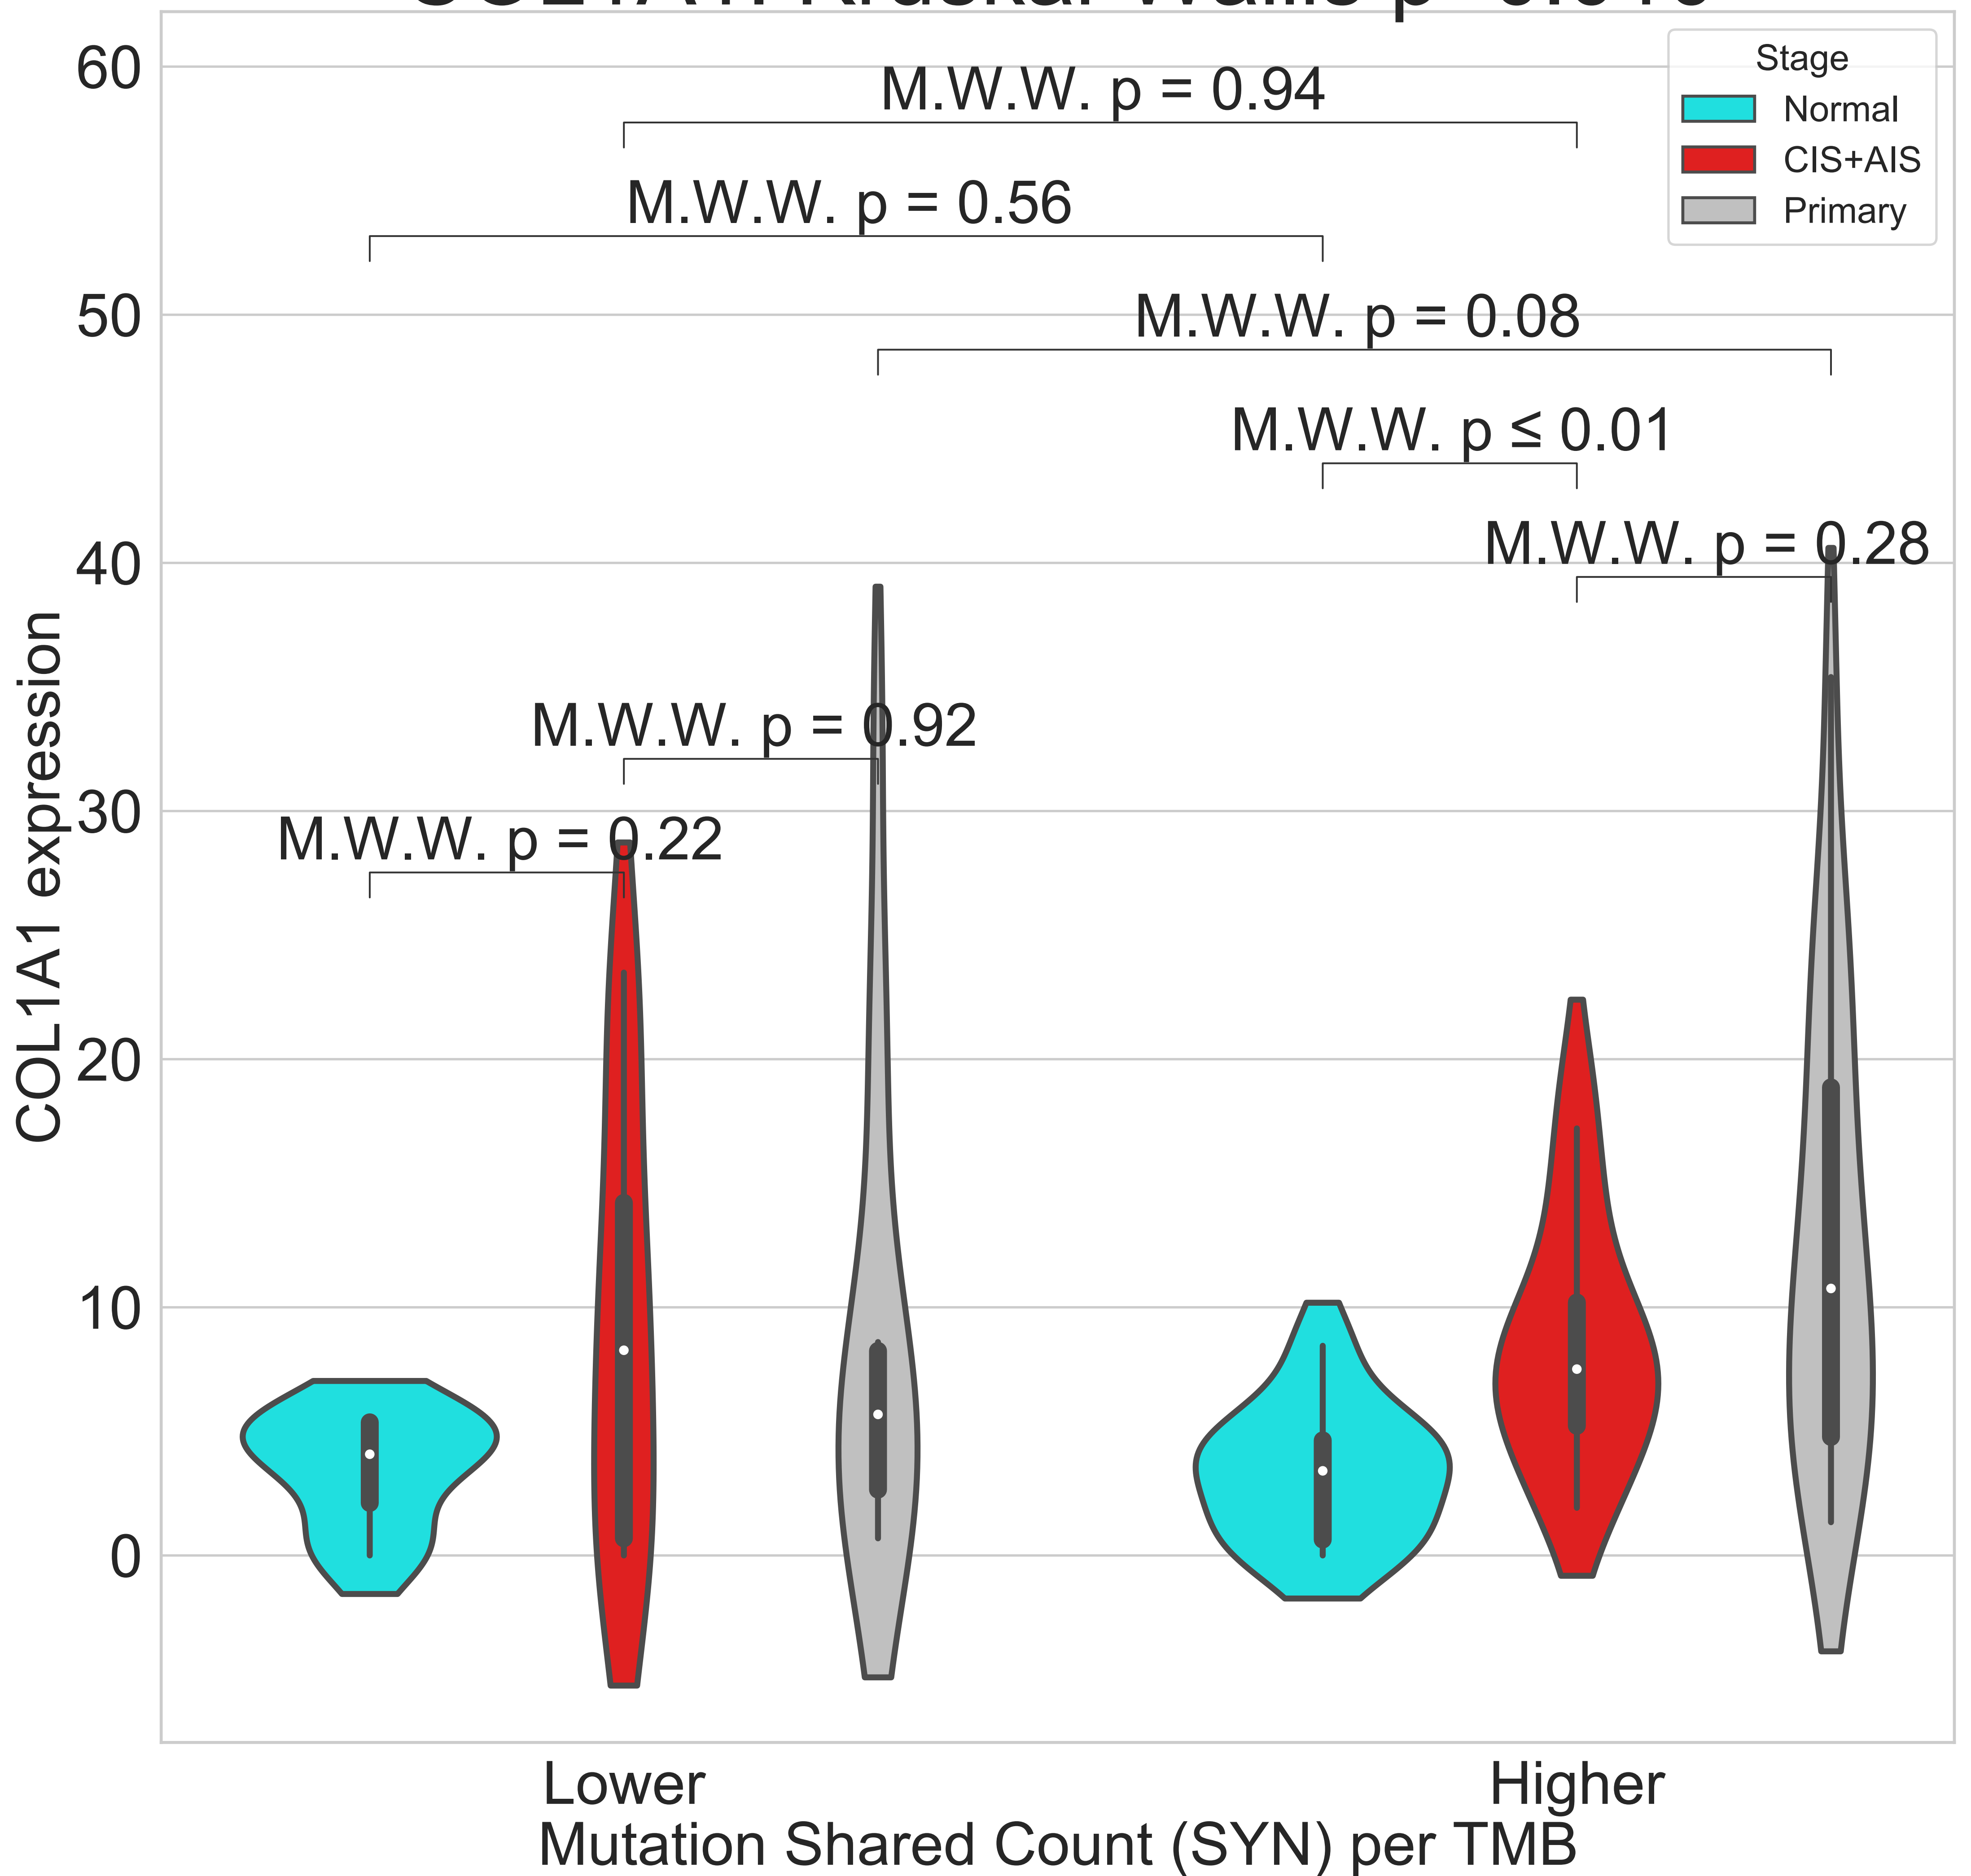 60
50
40
30
20
10
0
COL1A1 expression
Stage
Normal
CIS+AIS
Primary
M.W.W. p = 0.94
M.W.W. p = 0.56
M.W.W. p = 0.08
M.W.W. p ≤ 0.01
M.W.W. p = 0.28
M.W.W. p = 0.92
M.W.W. p = 0.22
Lower
Higher
Mutation Shared Count (SYN) per TMB